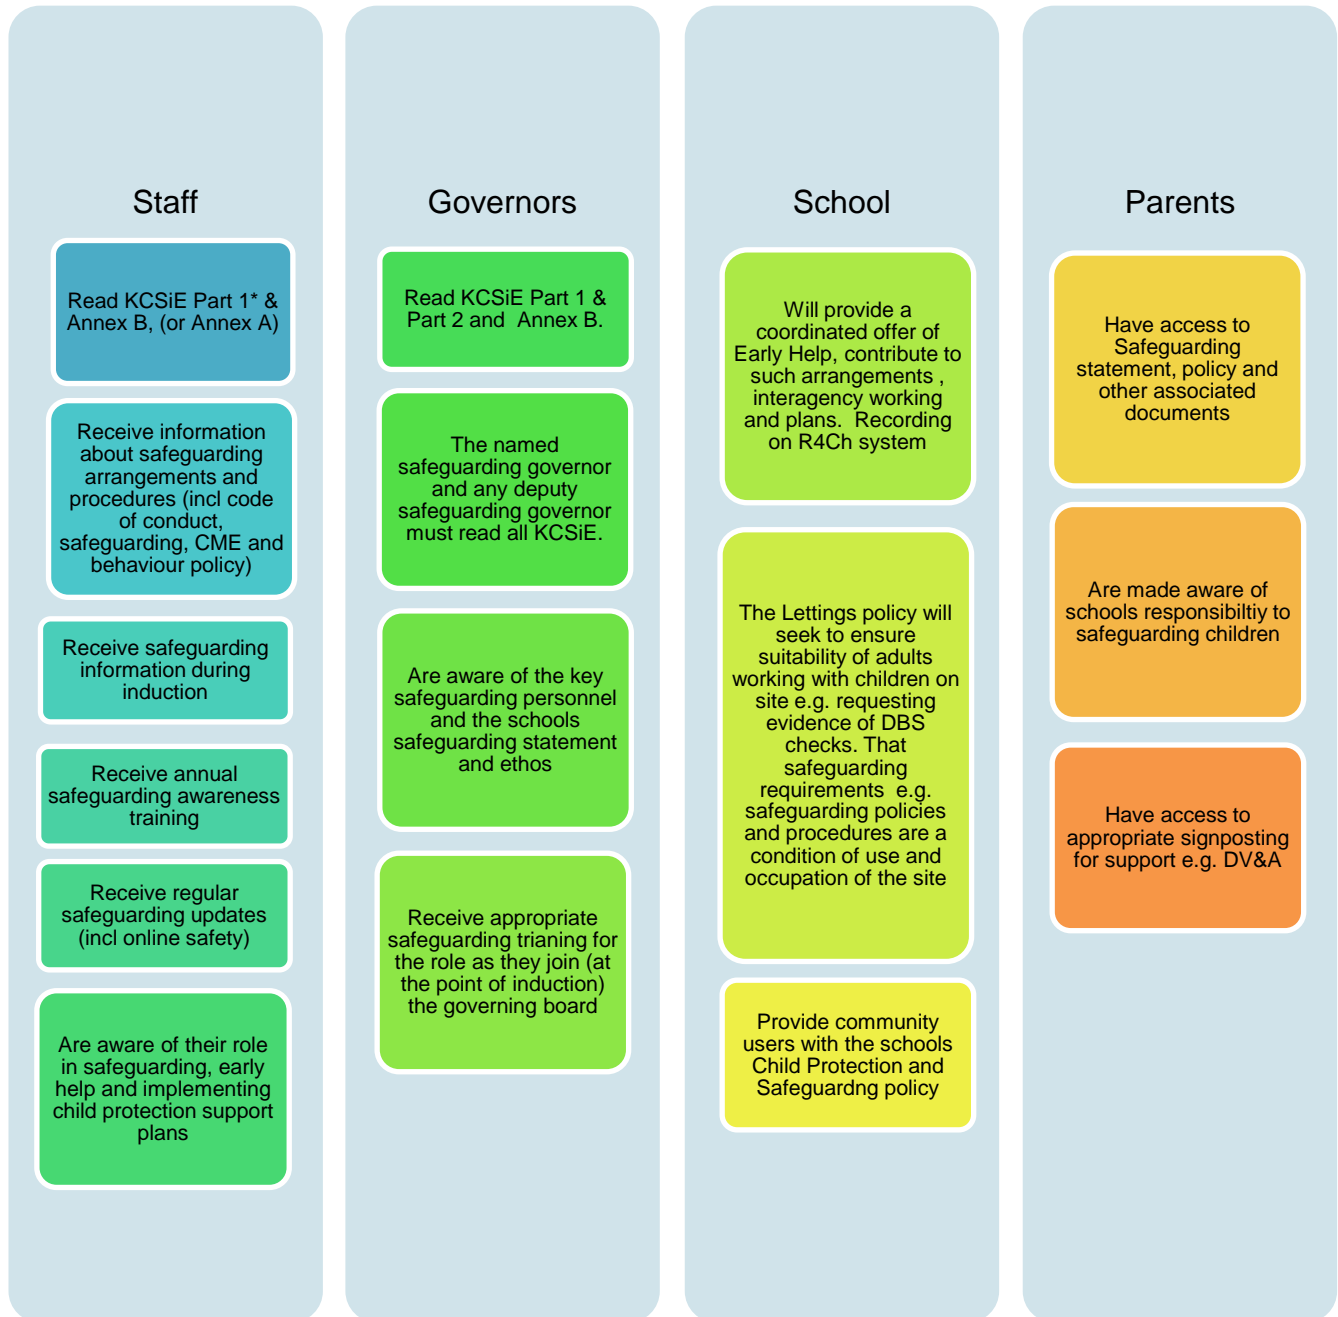 Staff
Read KCSiE Part 1* &
Annex B, (or Annex A)
Receive information
about safeguarding
arrangements and
procedures (incl code
of conduct,
safeguarding, CME and
behaviour policy)
Receive safeguarding
information during
induction
Receive annual
safeguarding awareness
training
Receive regular
safeguarding updates
(incl online safety)
Are aware of their role
in safeguarding, early
help and implementing
child protection support
plans
Governors
Read KCSiE Part 1 &
Part 2 and Annex B.
The named
safeguarding governor
and any deputy
safeguarding governor
must read all KCSiE.
Are aware of the key
safeguarding personnel
and the schools
safeguarding statement
and ethos
Receive appropriate
safeguarding trianing for
the role as they join (at
the point of induction)
the governing board
School
Will provide a
coordinated offer of
Early Help, contribute to
such arrangements ,
interagency working
and plans. Recording
on R4Ch system
The Lettings policy will
seek to ensure
suitability of adults
working with children on
site e.g. requesting
evidence of DBS
checks. That
safeguarding
requirements e.g.
safeguarding policies
and procedures are a
condition of use and
occupation of the site
Provide community
users with the schools
Child Protection and
Safeguardng policy
Parents
Have access to
Safeguarding
statement, policy and
other associated
documents
Are made aware of
schools responsibiltiy to
safeguarding children
Have access to
appropriate signposting
for support e.g. DV&A